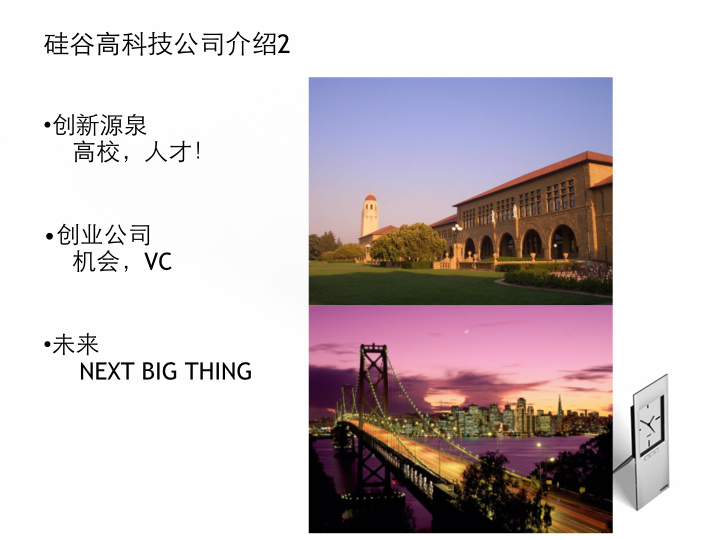 硅谷高科技公司介绍2
•创新源泉
高校，人才！
•创业公司
机会，VC
•未来
NEXT BIG THING